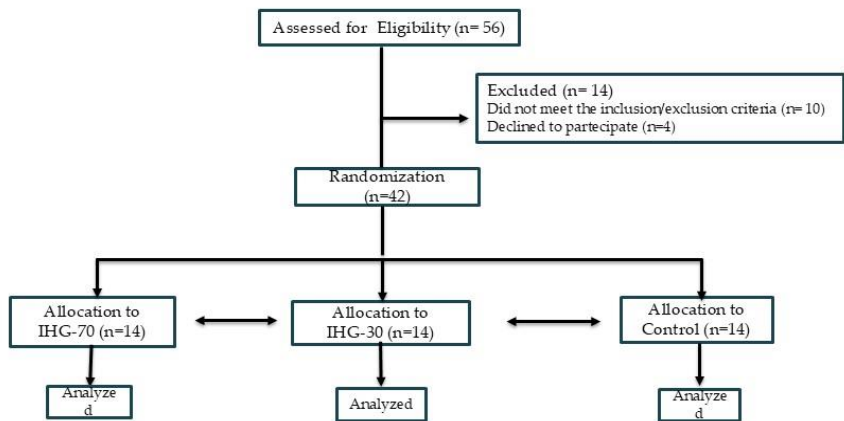 Assessed for Eligibility (n= 56)
Excluded (n= 14)
Did not meet the inclusion/exclusion criteria (n= 10)
Declined to partecipate (n=4)
Randomization
(n=42)
Allocation to
IHG-70 (n=14)
Allocation to
IHG-30 (n=14)
Allocation to
Control (n=14)
Analyze
d
Analyzed
Analyze
d